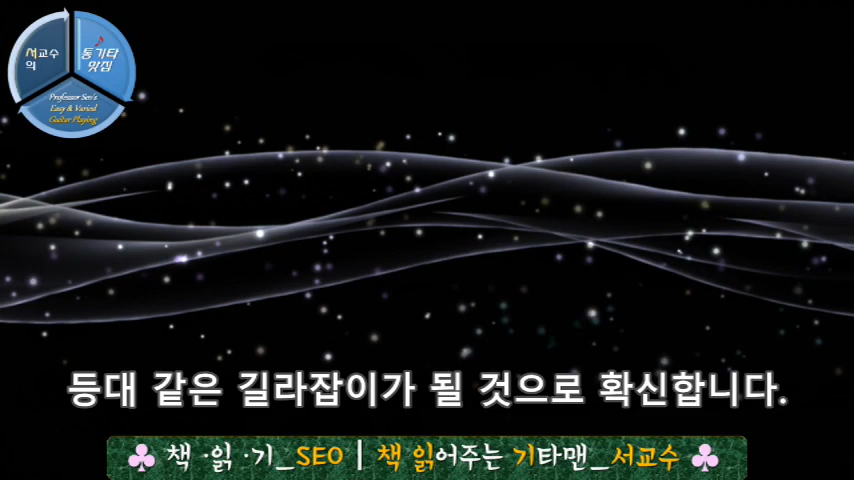 서교수의
통기타 맛집
Professor Seo's
Easy & Varied
Guitar Playing
등대 같은 길라잡이가 될 것으로 확신합니다.
♣ 책 ·읽 ·기_SEO | 책 읽어주는 기타맨_서교수 ♣